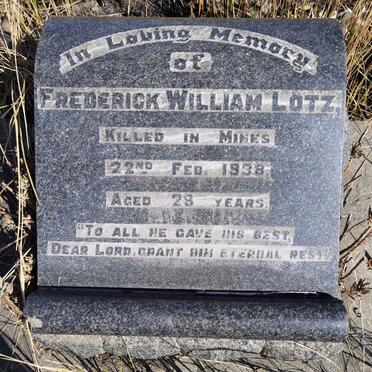 In Loving Memory
of
FREDERICK WILLIAM LOTZ
KILLED IN MINES
22ND FEB. 1938
AGED 28 YEARS.
"TO ALL HE GAVE HIS BEST,
DEAR LORD, GRANT HIM ETERNAL REST"